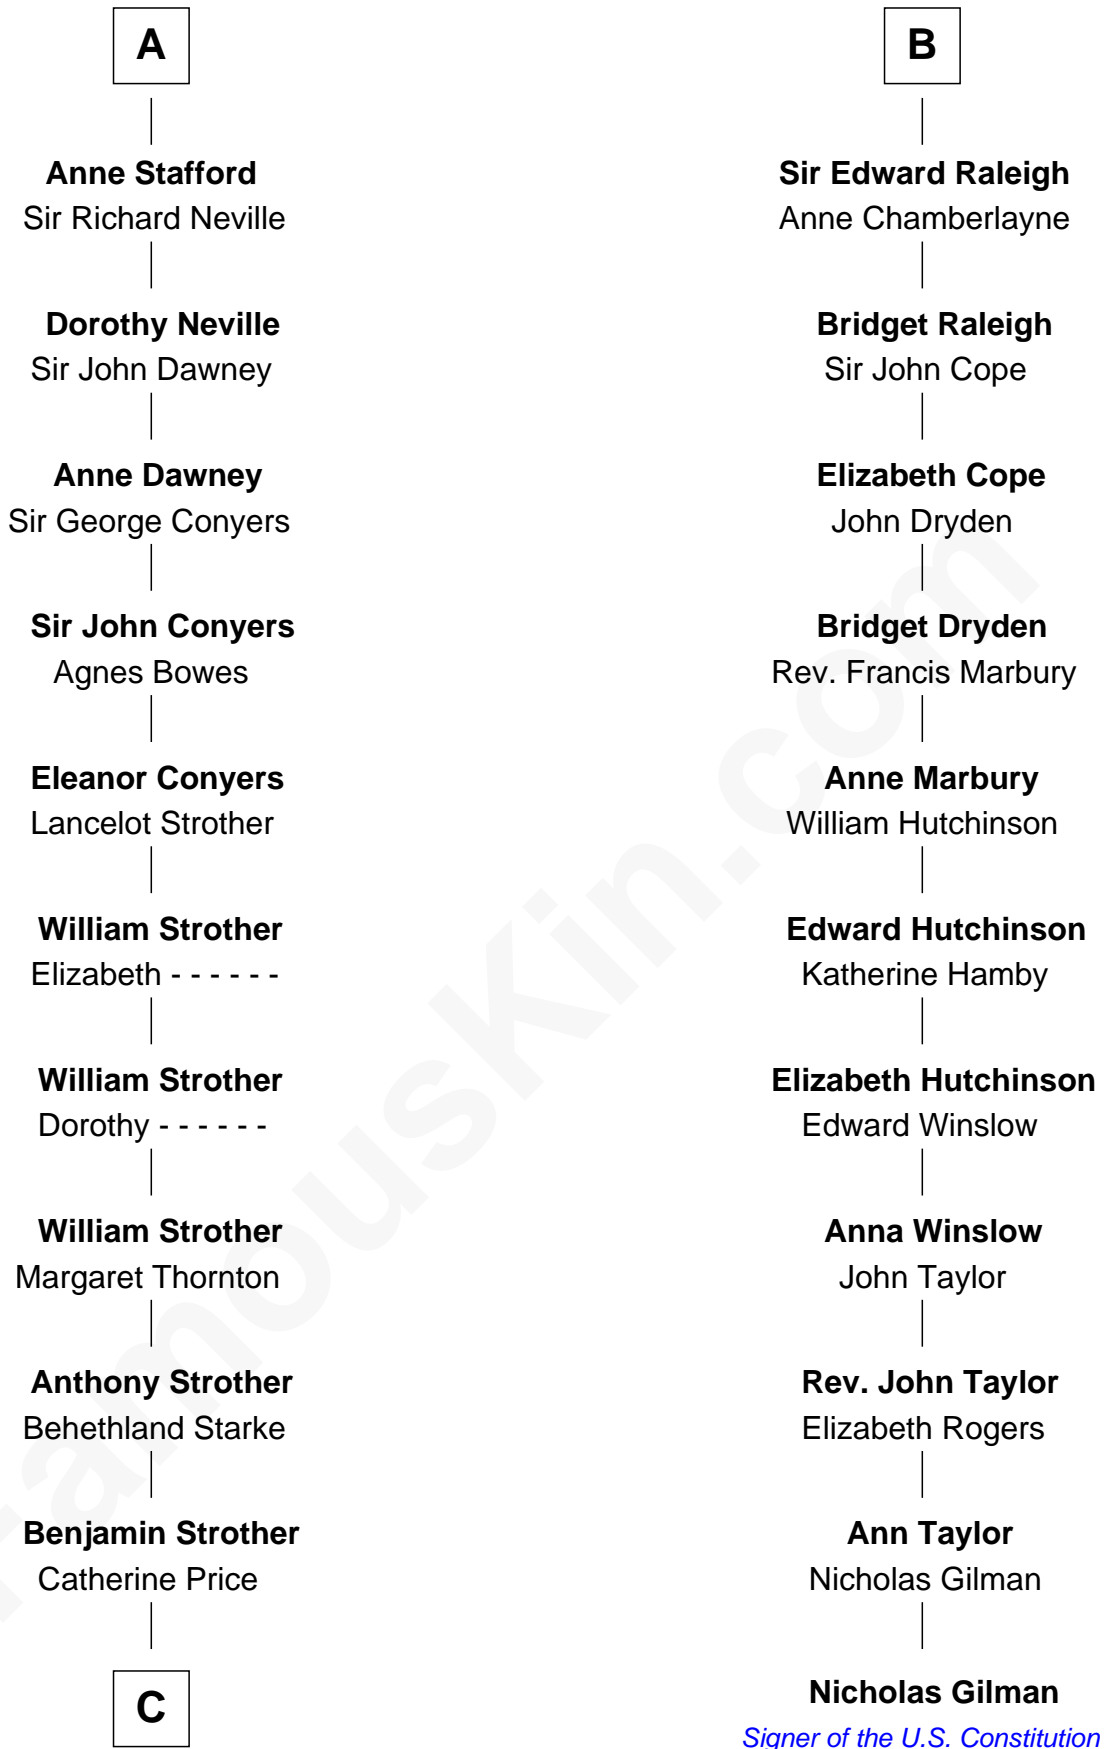 A
Anne Stafford
Sir Richard Neville
Dorothy Neville
Sir John Dawney
Anne Dawney
Sir George Conyers
Sir John Conyers
Agnes Bowes
Eleanor Conyers
Lancelot Strother
William Strother
Elizabeth - - - - - -
William Strother
Dorothy - - - - - -
William Strother
Margaret Thornton
Anthony Strother
Behethland Starke
Benjamin Strother
Catherine Price
C
B
Sir Edward Raleigh
Anne Chamberlayne
Bridget Raleigh
Sir John Cope
Elizabeth Cope
John Dryden
Bridget Dryden
Rev. Francis Marbury
Anne Marbury
William Hutchinson
Edward Hutchinson
Katherine Hamby
Elizabeth Hutchinson
Edward Winslow
Anna Winslow
John Taylor
Rev. John Taylor
Elizabeth Rogers
Ann Taylor
Nicholas Gilman
Nicholas Gilman
Signer of the U.S. Constitution
FamousKin.com